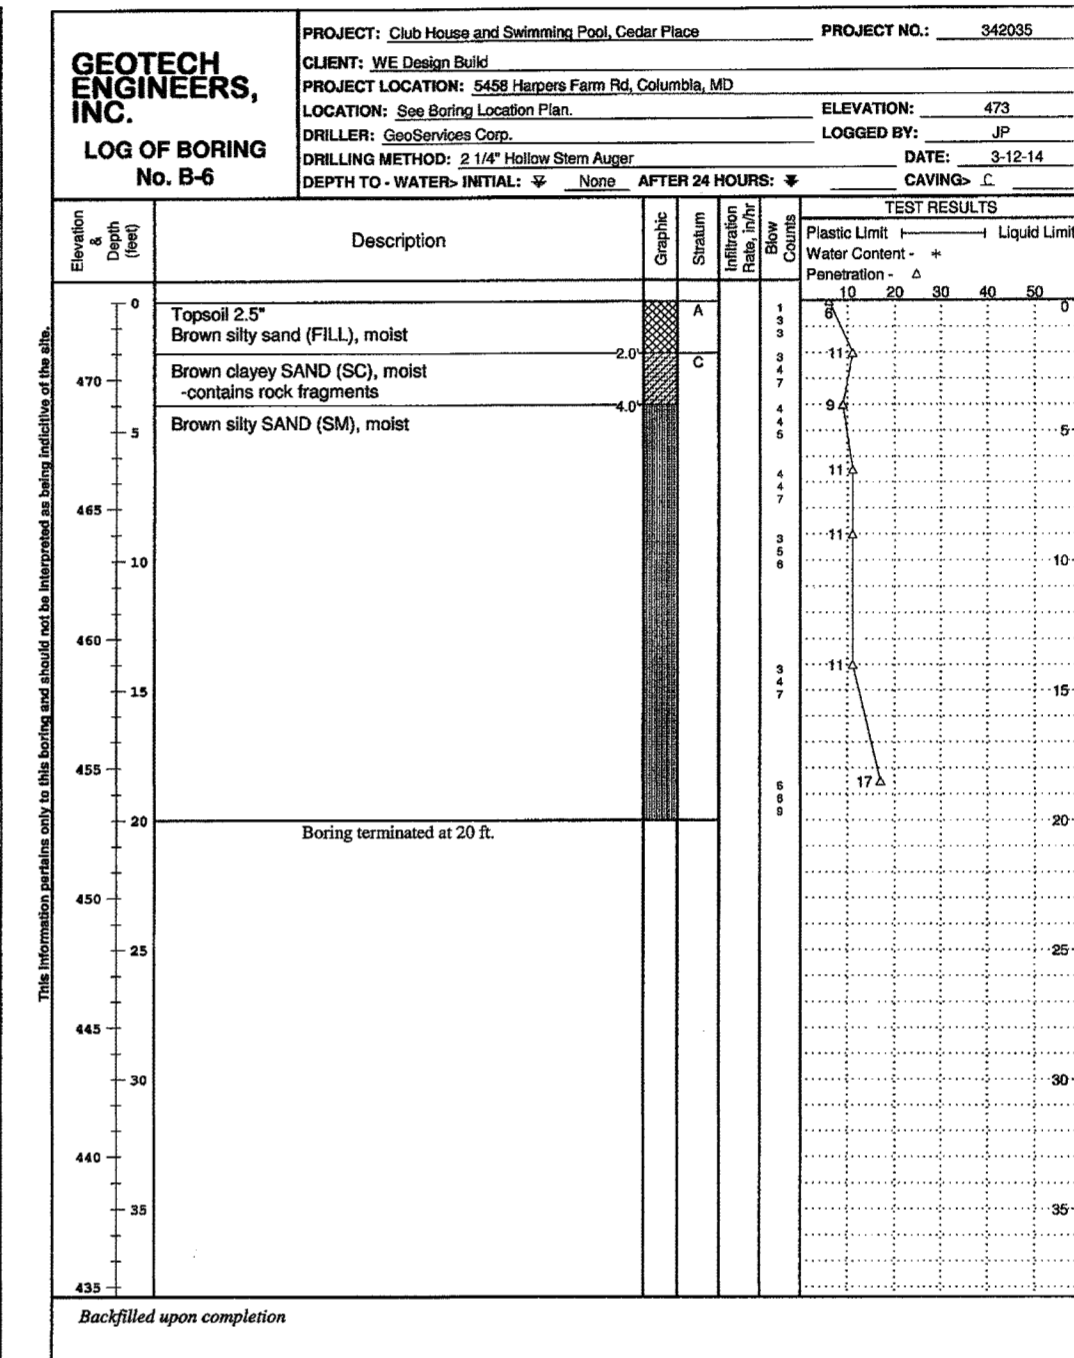 GEOTECH
ENGINEERS,
INC.
LOG OF BORING
No. B-6
PROJECT: Club House and Swimming Pool, Cedar Place PROJECT NO.: 342035
CLIENT: WE Design Build
PROJECT LOCATION: 5458 Harpers Farm Rd, Columbia, MD
LOCATION: See Boring Location Plan. ELEVATION: 473
DRILLER: GeoServices Corp. LOGGED BY: JP
DRILLING METHOD: 2 1/4" Hollow Stem Auger DATE: 3-12-14
DEPTH TO - WATER> INITIAL: None AFTER 24 HOURS: CAVING> C
Elevation
&
Depth
(feet)
Description
Graphic
Stratum
Infiltration
Rate, in/hr
Blow
Counts
TEST RESULTS
Plastic Limit Liquid Limit
Water Content - *
Penetration - Δ
10 20 30 40 50
0 Topsoil 2.5" A 1 6 0
Brown silty sand (FILL), moist 3
3
2.0'
Brown clayey SAND (SC), moist C 3 11
470 -contains rock fragments 4
7
4.0'
Brown silty SAND (SM), moist 4 9
5 4 5
5
4 11
4
465 7
3 11
5
10 6 10
460
3 11
4
15 7 15
455
6 17
8
9
20 20
Boring terminated at 20 ft.
450
25 25
445
30 30
440
35 35
435
Backfilled upon completion
This information pertains only to this boring and should not be interpreted as being indicitive of the site.